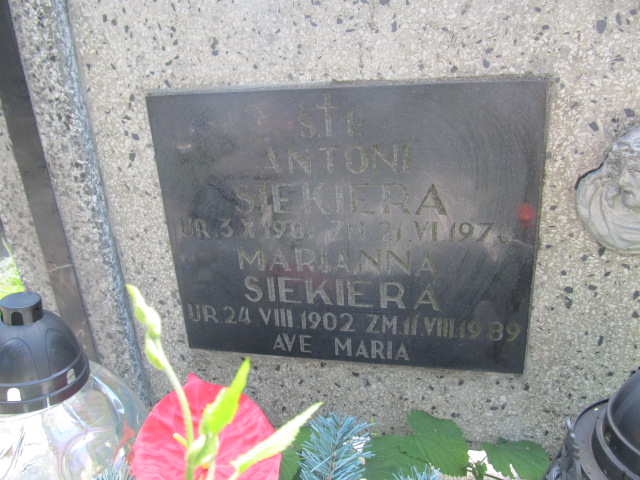 Ś.†P.
ANTONI
SIEKIERA
UR. 3 X ZM. 21.VI.
MARIANNA
SIEKIERA
UR. 24 VIII 1902 ZM. 11.VIII.1989
AVE MARIA